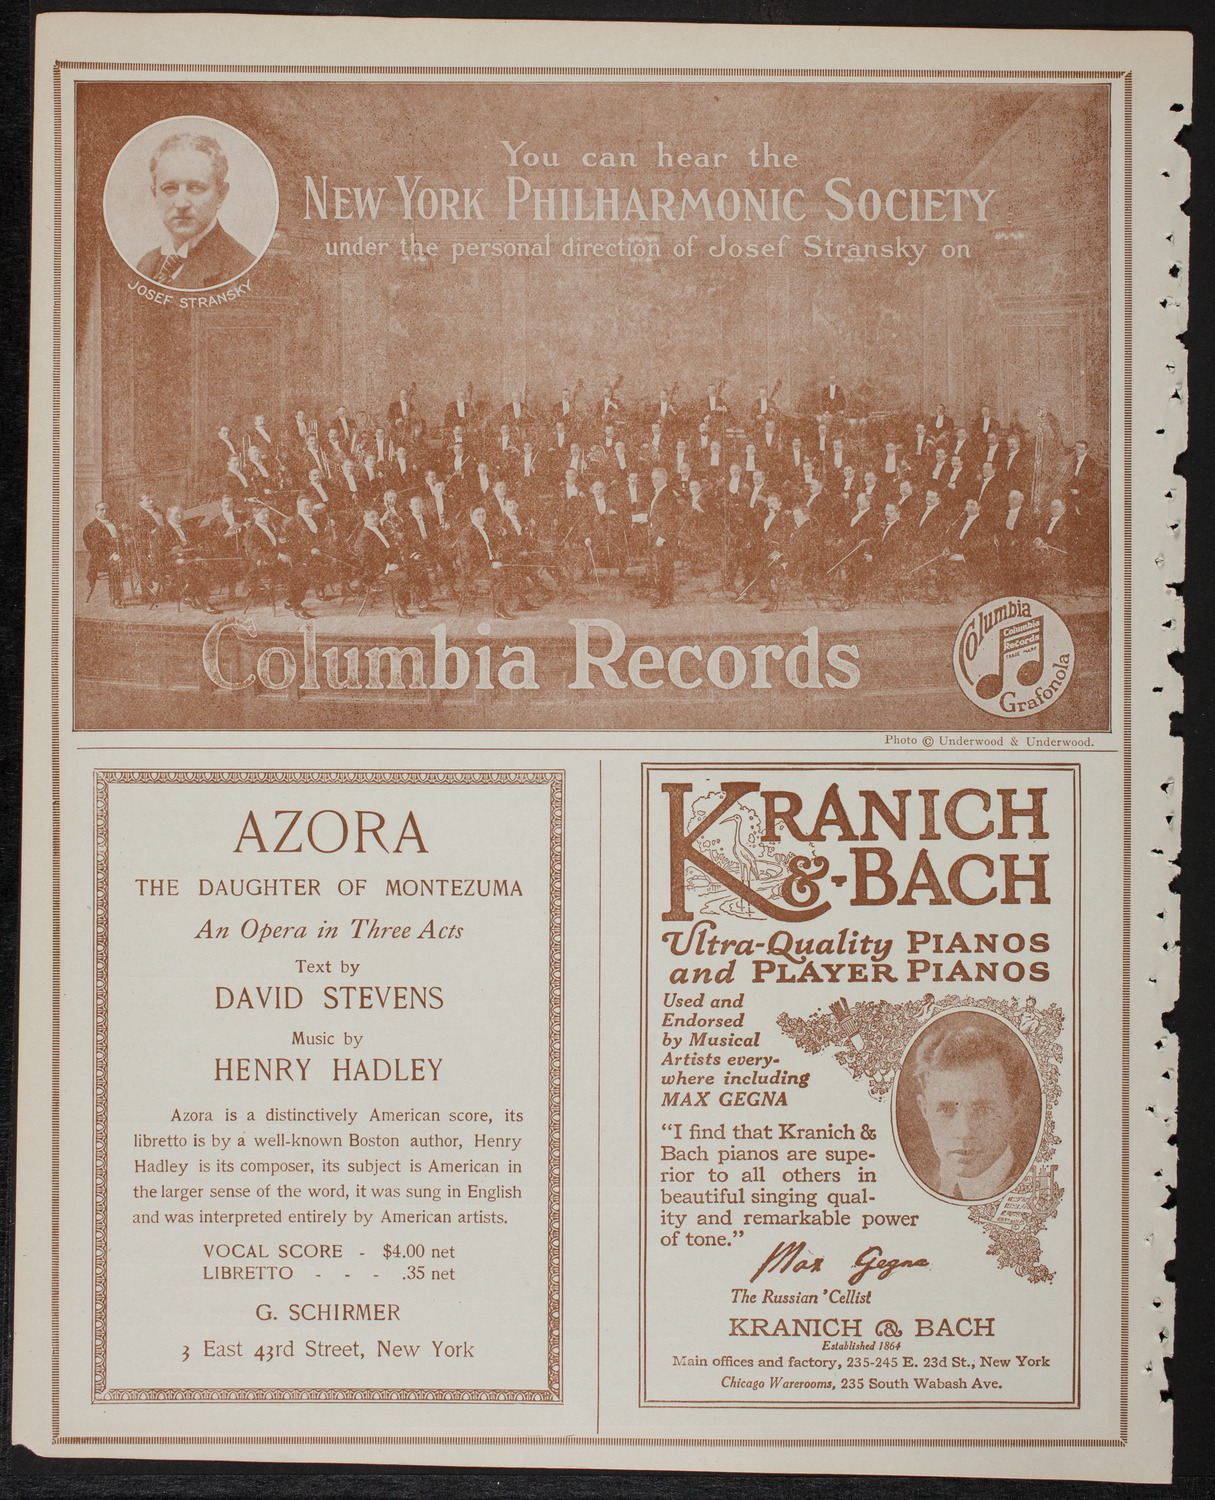 You can hear the
NEW YORK PHILHARMONIC SOCIETY
under the personal direction of Josef Stransky on
JOSEF STRANSKY
Columbia Records
Columbia
Columbia
Records
TRADE MARK
Grafonola
Photo © Underwood & Underwood.
AZORA
THE DAUGHTER OF MONTEZUMA
An Opera in Three Acts
Text by
DAVID STEVENS
Music by
HENRY HADLEY
Azora is a distinctively American score, its
libretto is by a well-known Boston author, Henry
Hadley is its composer, its subject is American in
the larger sense of the word, it was sung in English
and was interpreted entirely by American artists.
VOCAL SCORE - $4.00 net
LIBRETTO - - - .35 net
G. SCHIRMER
3 East 43rd Street, New York
KRANICH
&-BACH
Ultra-Quality PIANOS
and PLAYER PIANOS
Used and
Endorsed
by Musical
Artists every-
where including
MAX GEGNA
"I find that Kranich &
Bach pianos are supe-
rior to all others in
beautiful singing qual-
ity and remarkable power
of tone."
Max Gegna
The Russian 'Cellist
KRANICH & BACH
Established 1864
Main offices and factory, 235-245 E. 23d St., New York
Chicago Warerooms, 235 South Wabash Ave.